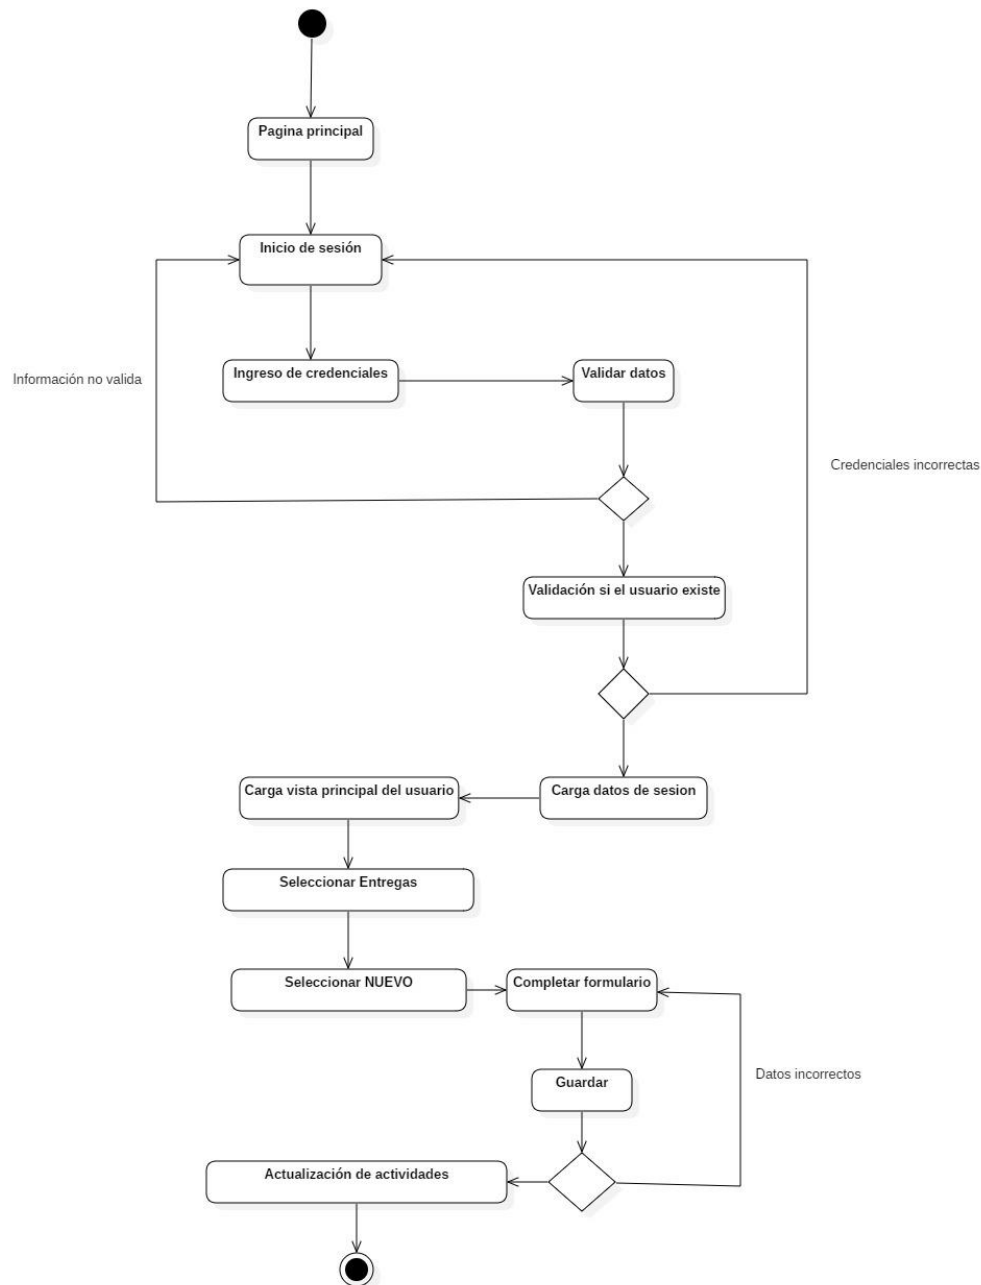 Pagina principal
Inicio de sesión
Información no valida
Ingreso de credenciales
Validar datos
Credenciales incorrectas
Validación si el usuario existe
Carga vista principal del usuario
Carga datos de sesion
Seleccionar Entregas
Seleccionar NUEVO
Completar formulario
Datos incorrectos
Guardar
Actualización de actividades